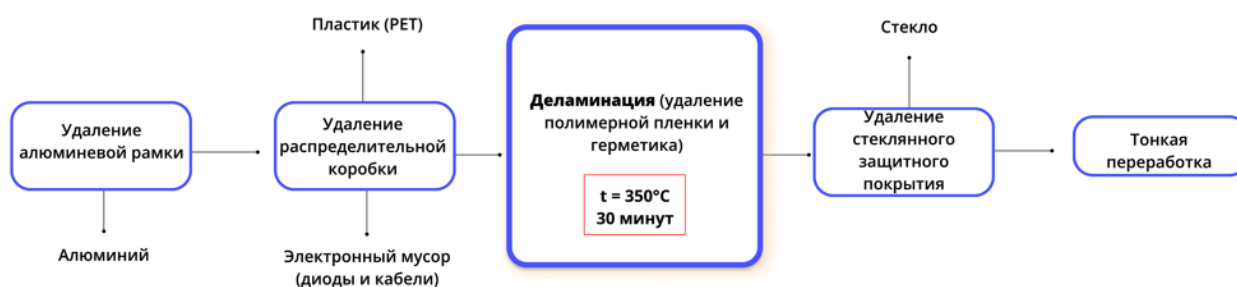 Удаление
алюминевой рамки
Алюминий
Пластик (PET)
Удаление
распределительной
коробки
Электронный мусор
(диоды и кабели)
Деламинация (удаление
полимерной пленки и
герметика)
t = 350°C
30 минут
Стекло
Удаление
стеклянного
защитного
покрытия
Тонкая
переработка